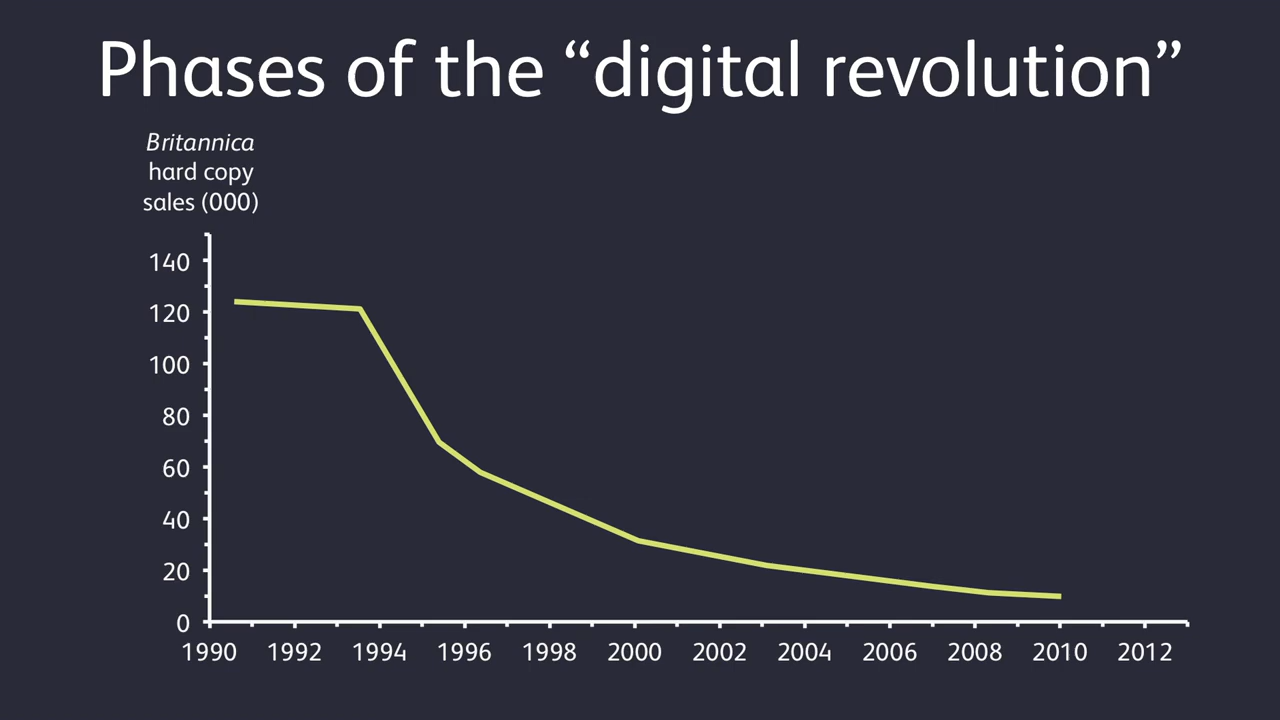 Phases of the “digital revolution”
Britannica
hard copy
sales (000)
140
120
100
80
60
40
20
0
1990 1992 1994 1996 1998 2000 2002 2004 2006 2008 2010 2012